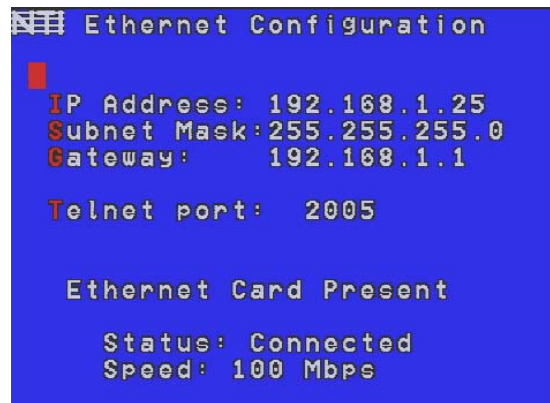 NTI Ethernet Configuration
IP Address: 192.168.1.25
Subnet Mask:255.255.255.0
Gateway: 192.168.1.1
Telnet port: 2005
Ethernet Card Present
Status: Connected
Speed: 100 Mbps